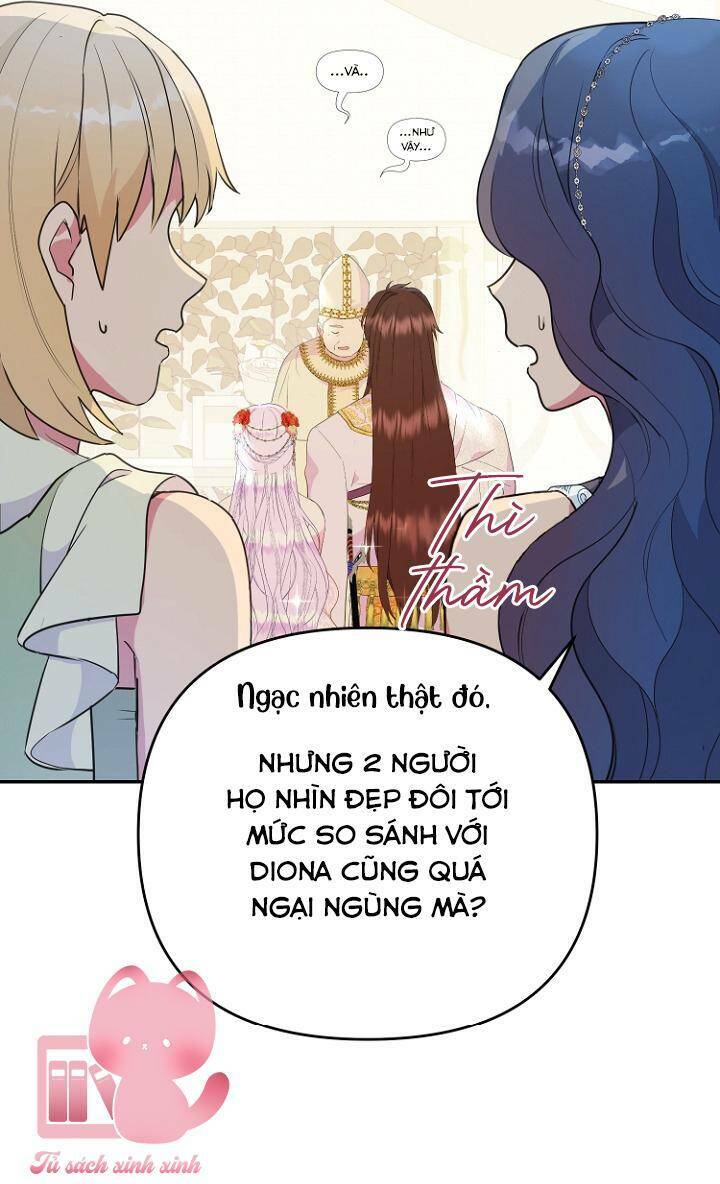 ...VÀ..
...NHƯ
VẬY...
Thì
thầm
Ngạc nhiên thật đó.
NHƯNG 2 NGƯỜI
HỌ NHÌN ĐẸP ĐÔI TỚI
MỨC SO SÁNH VỚI
DIONA CŨNG QUÁ
NGẠI NGÙNG MÀ?
Tủ sách xinh xinh